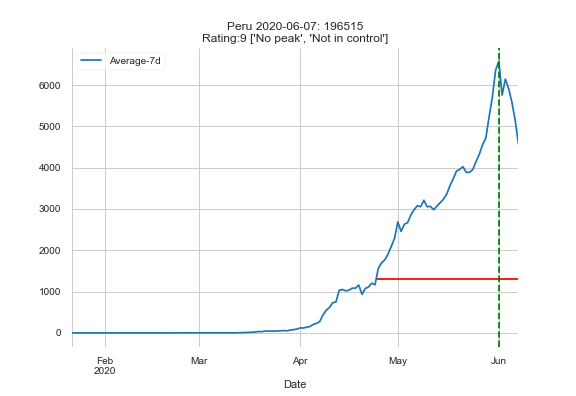 Peru 2020-06-07: 196515
Rating:9 ['No peak', 'Not in control']
Average-7d
6000
5000
4000
3000
2000
1000
0
Feb Mar Apr May Jun
2020
Date